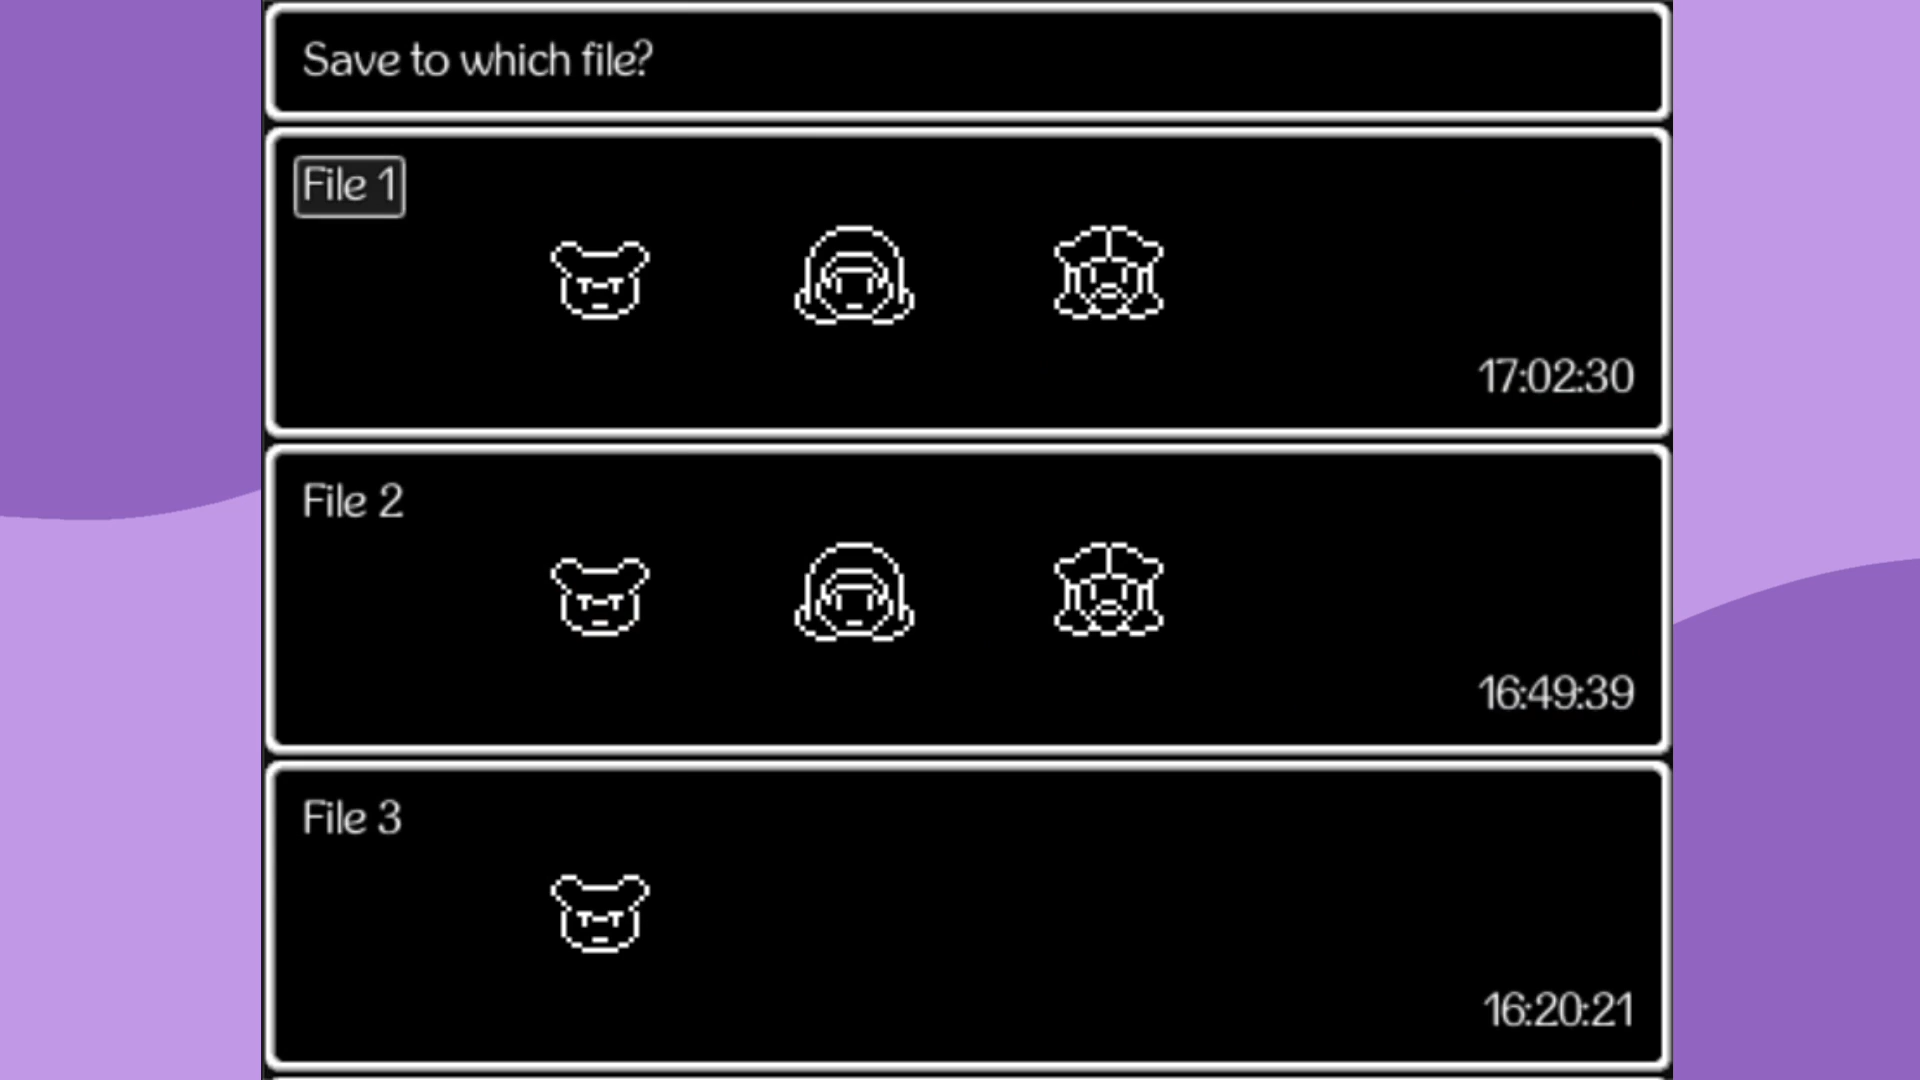 Save to which file?
File 1
17:02:30
File 2
16:49:39
File 3
16:20:21